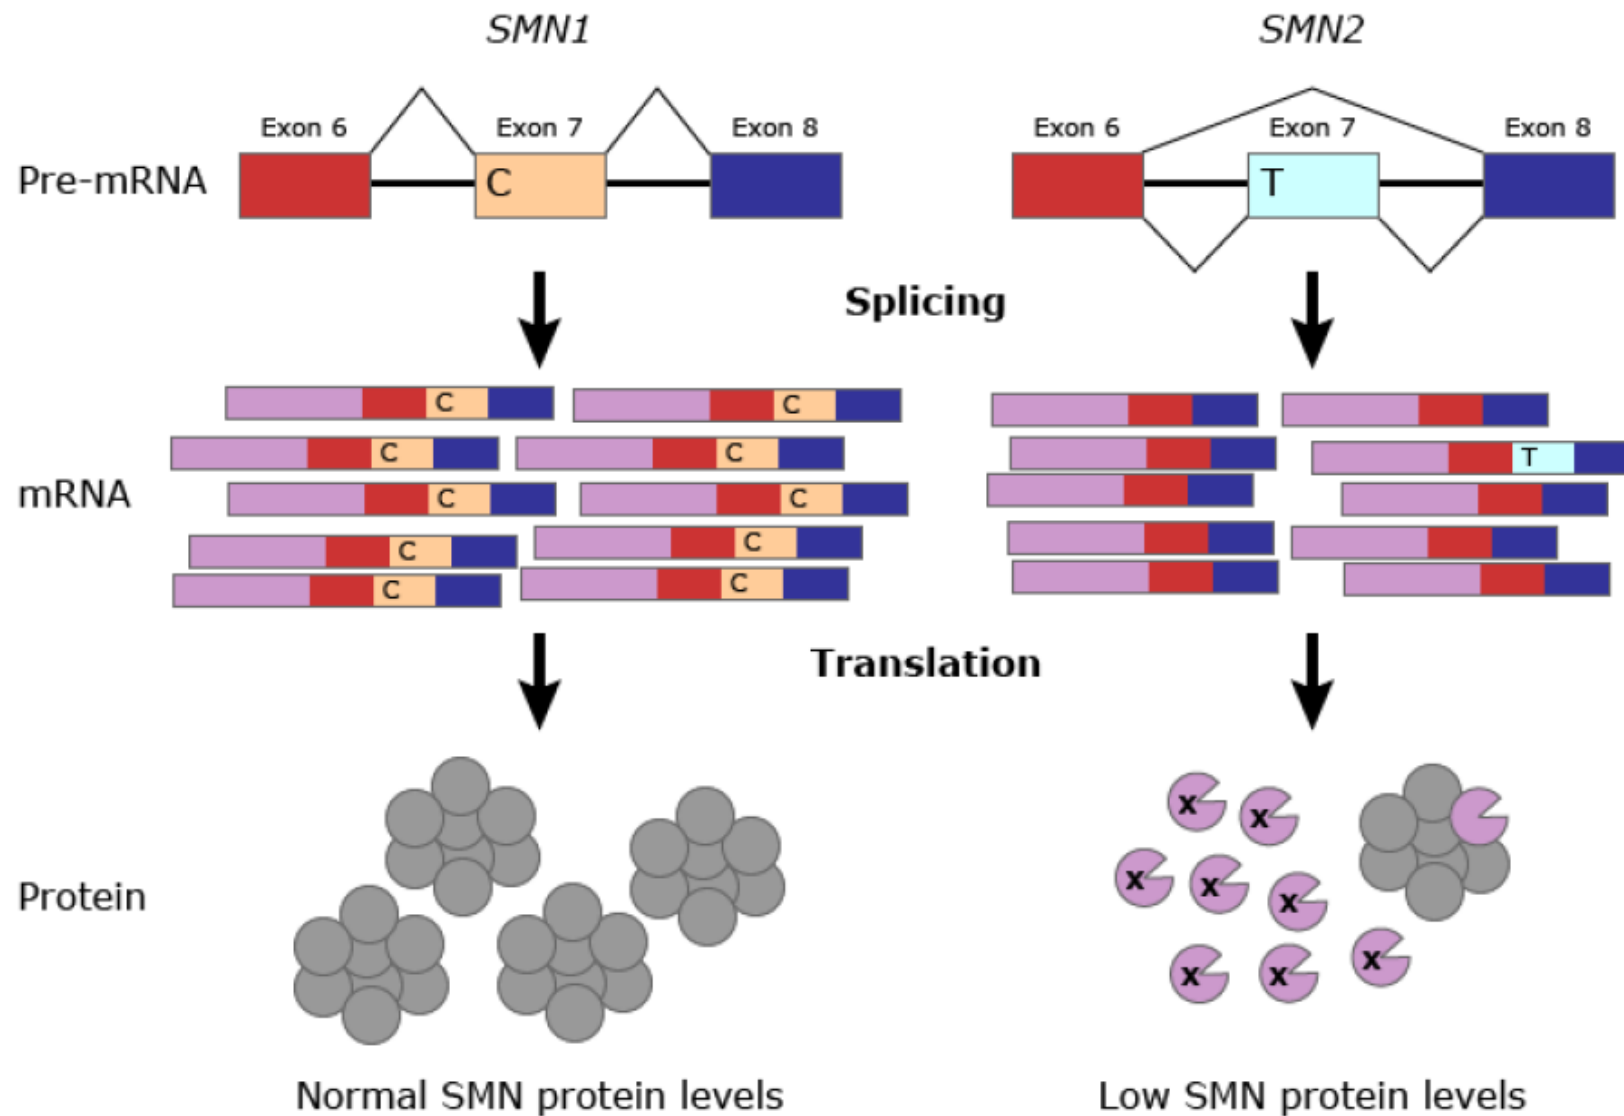 SMN1 SMN2
Exon 6 Exon 7 Exon 8 Exon 6 Exon 7 Exon 8
Pre-mRNA C T
Splicing
C C
C C T
mRNA C C
C C
C C
Translation
x x
x x x
Protein
x x x
Normal SMN protein levels Low SMN protein levels